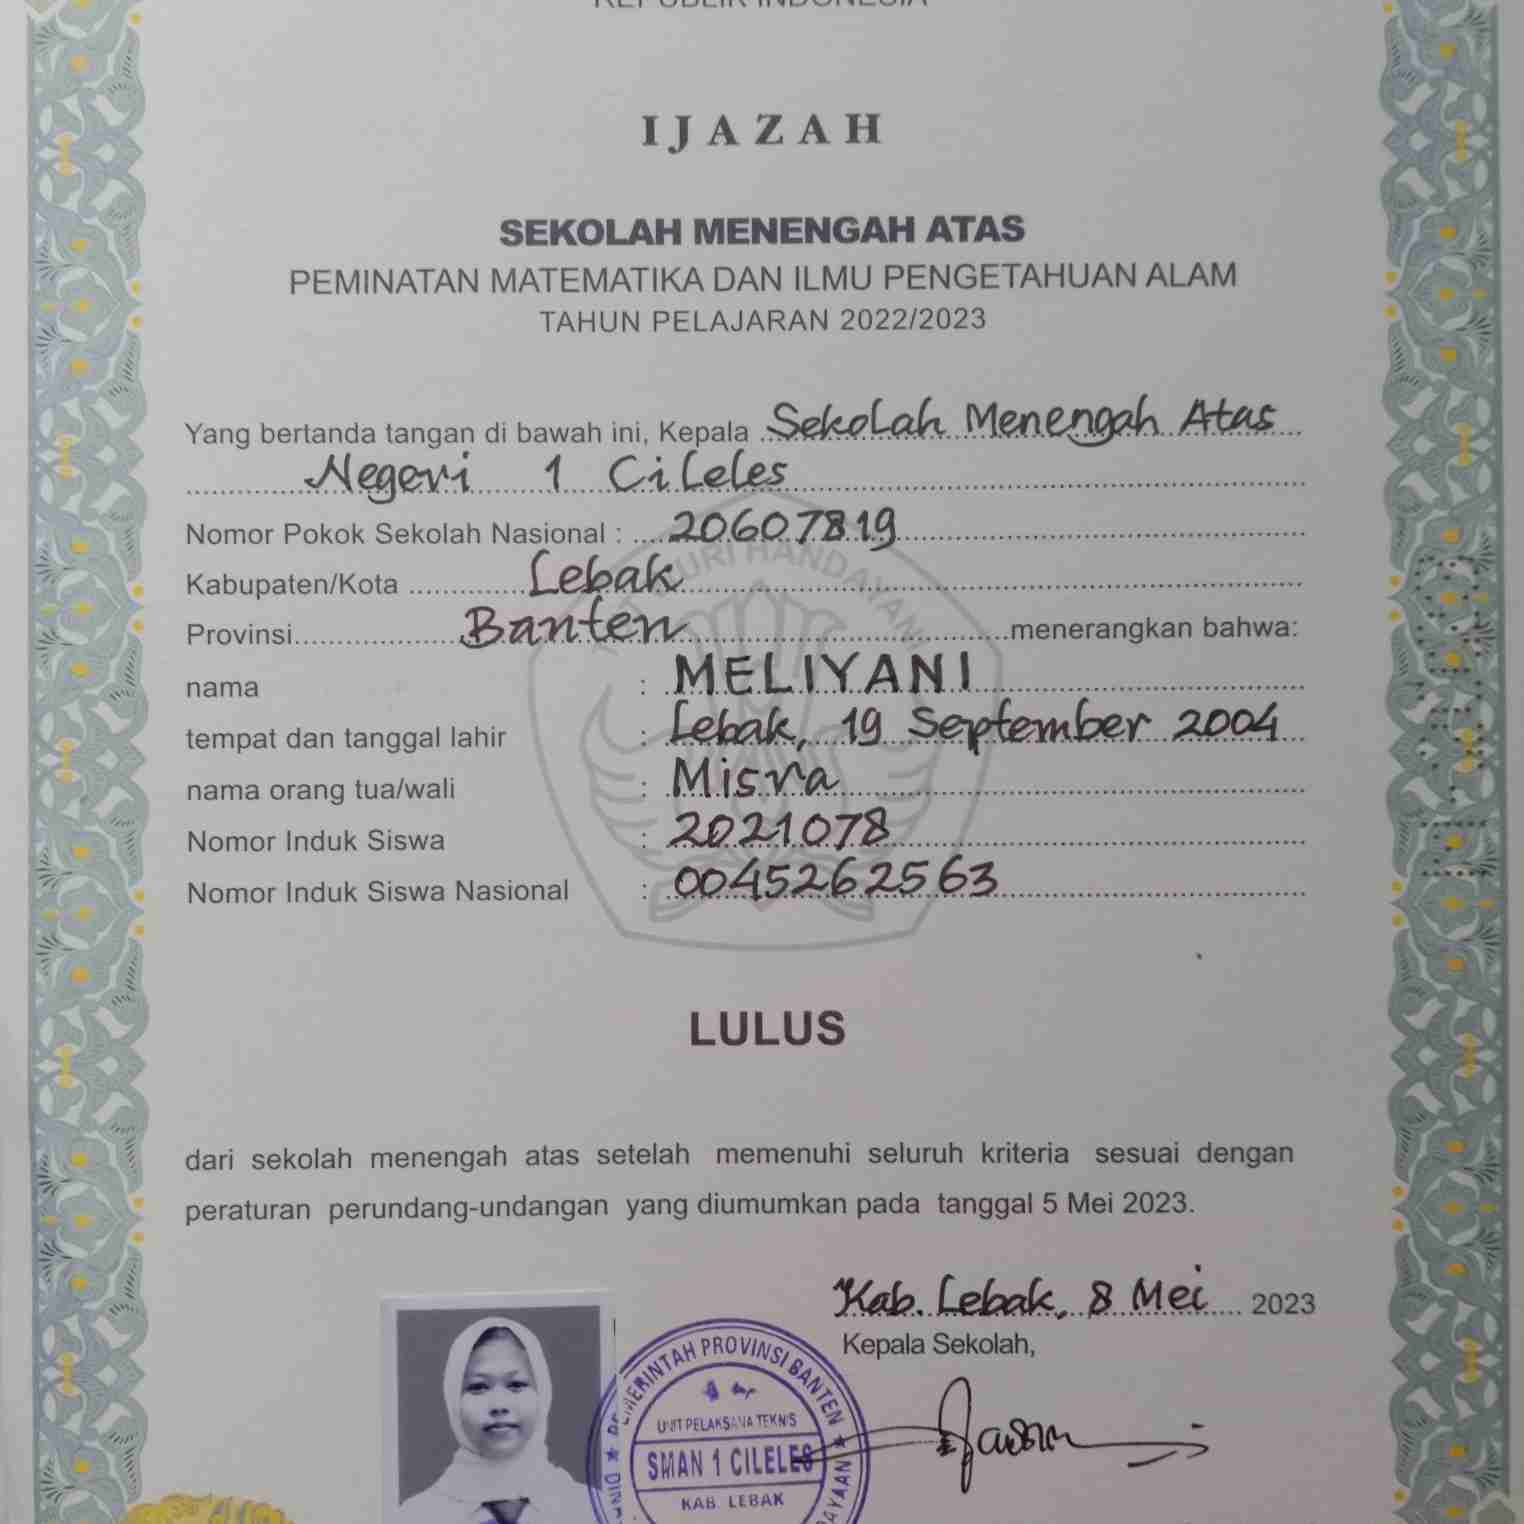 REPUBLIK INDONESIA
IJAZAH
SEKOLAH MENENGAH ATAS
PEMINATAN MATEMATIKA DAN ILMU PENGETAHUAN ALAM
TAHUN PELAJARAN 2022/2023
Yang bertanda tangan di bawah ini, Kepala Sekolah Menengah Atas
Negeri 1 Cileles
Nomor Pokok Sekolah Nasional : 20607819
Kabupaten/Kota Lebak
Provinsi Banten menerangkan bahwa:
nama : MELIYANI
tempat dan tanggal lahir : Lebak, 19 September 2004
nama orang tua/wali : Misra
Nomor Induk Siswa : 2021078
Nomor Induk Siswa Nasional : 0045262563
URI HANDAYANI
LULUS
dari sekolah menengah atas setelah memenuhi seluruh kriteria sesuai dengan
peraturan perundang-undangan yang diumumkan pada tanggal 5 Mei 2023.
Kab. Lebak, 8 Mei 2023
Kepala Sekolah,
PEMERINTAH PROVINSI BANTEN
UNIT PELAKSANA TEKNIS
SMAN 1 CILELES
KAB. LEBAK